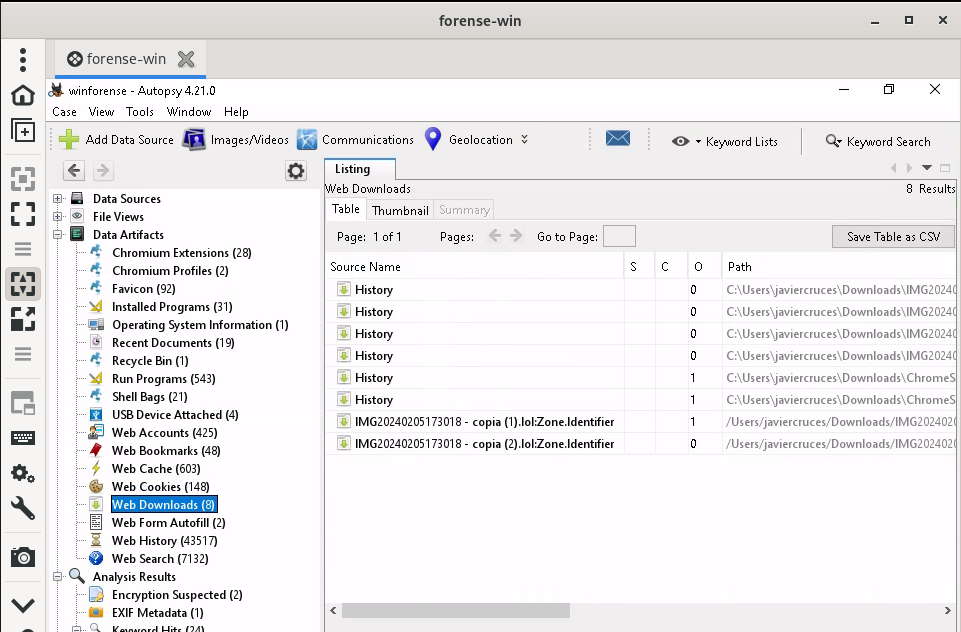 forense-win
forense-win
winforense - Autopsy 4.21.0
Case View Tools Window Help
Add Data Source Images/Videos Communications Geolocation Keyword Lists Keyword Search
Listing
Web Downloads 8 Results
Table Thumbnail Summary
Page: 1 of 1 Pages: Go to Page: Save Table as CSV
Source Name S C O Path
History 0 C:\Users\javiercruces\Downloads\IMG20240
History 0 C:\Users\javiercruces\Downloads\IMG20240
History 0 C:\Users\javiercruces\Downloads\IMG20240
History 0 C:\Users\javiercruces\Downloads\IMG20240
History 1 C:\Users\javiercruces\Downloads\ChromeS
History 1 C:\Users\javiercruces\Downloads\ChromeS
IMG20240205173018 - copia (1).lol:Zone.Identifier 1 /Users/javiercruces/Downloads/IMG202402
IMG20240205173018 - copia (2).lol:Zone.Identifier 0 /Users/javiercruces/Downloads/IMG202402
Data Sources
File Views
Data Artifacts
Chromium Extensions (28)
Chromium Profiles (2)
Favicon (92)
Installed Programs (31)
Operating System Information (1)
Recent Documents (19)
Recycle Bin (1)
Run Programs (543)
Shell Bags (21)
USB Device Attached (4)
Web Accounts (425)
Web Bookmarks (48)
Web Cache (603)
Web Cookies (148)
Web Downloads (8)
Web Form Autofill (2)
Web History (43517)
Web Search (7132)
Analysis Results
Encryption Suspected (2)
EXIF Metadata (1)
Keyword Hits (24)